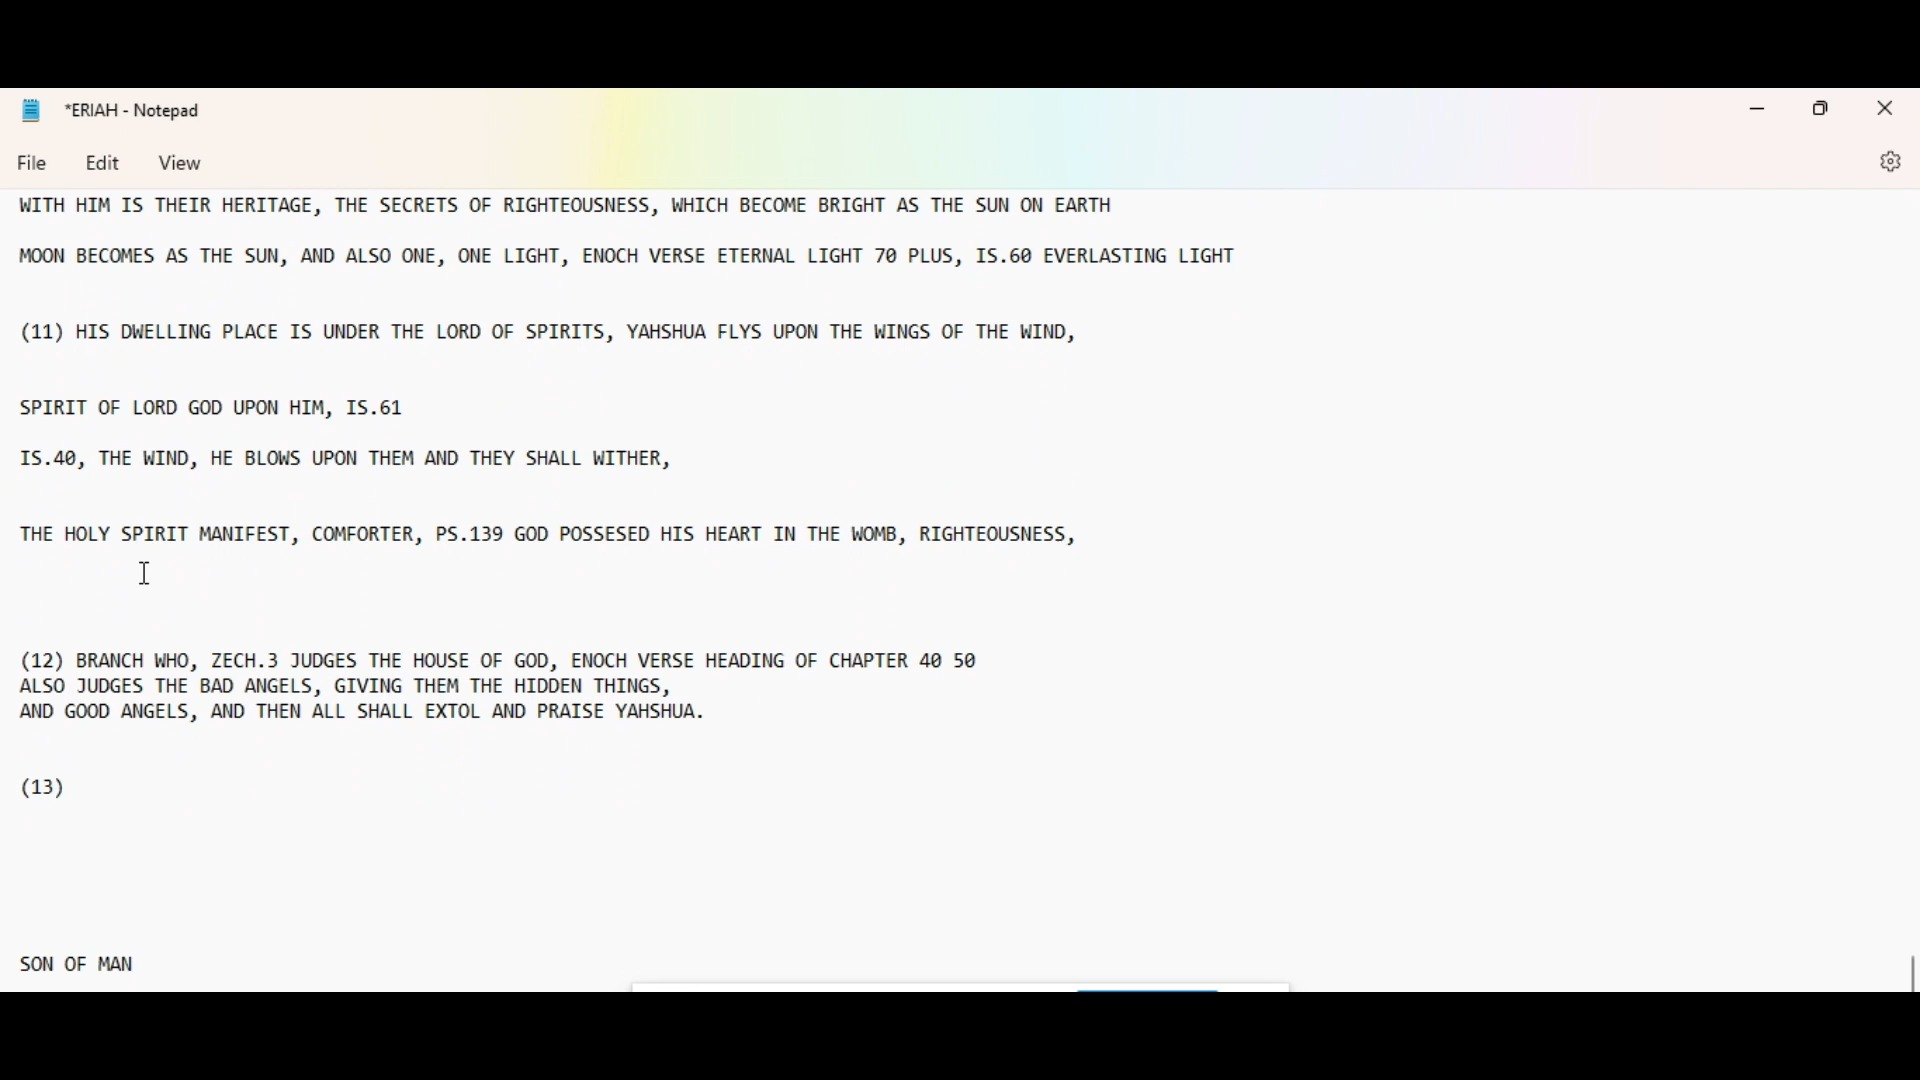 *ERIAH - Notepad
File Edit View
WITH HIM IS THEIR HERITAGE, THE SECRETS OF RIGHTEOUSNESS, WHICH BECOME BRIGHT AS THE SUN ON EARTH
MOON BECOMES AS THE SUN, AND ALSO ONE, ONE LIGHT, ENOCH VERSE ETERNAL LIGHT 70 PLUS, IS.60 EVERLASTING LIGHT
(11) HIS DWELLING PLACE IS UNDER THE LORD OF SPIRITS, YAHSHUA FLYS UPON THE WINGS OF THE WIND,
SPIRIT OF LORD GOD UPON HIM, IS.61
IS.40, THE WIND, HE BLOWS UPON THEM AND THEY SHALL WITHER,
THE HOLY SPIRIT MANIFEST, COMFORTER, PS.139 GOD POSSESED HIS HEART IN THE WOMB, RIGHTEOUSNESS,
(12) BRANCH WHO, ZECH.3 JUDGES THE HOUSE OF GOD, ENOCH VERSE HEADING OF CHAPTER 40 50
ALSO JUDGES THE BAD ANGELS, GIVING THEM THE HIDDEN THINGS,
AND GOOD ANGELS, AND THEN ALL SHALL EXTOL AND PRAISE YAHSHUA.
(13)
SON OF MAN